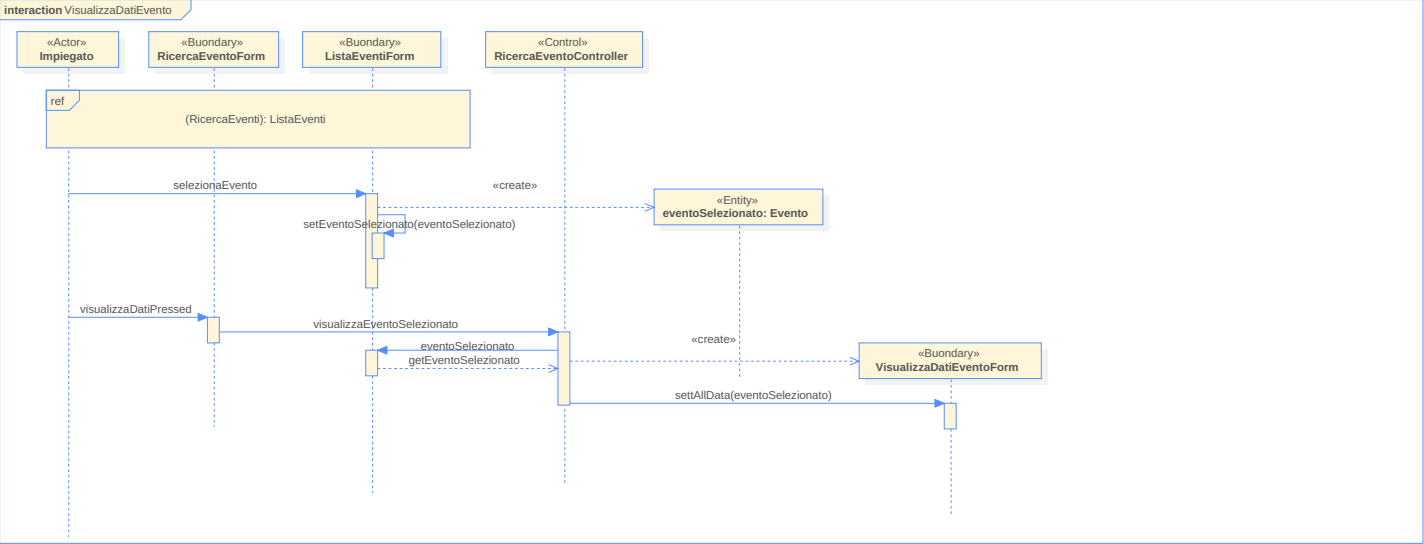 interaction VisualizzaDatiEvento
«Actor»
Impiegato
«Buondary»
RicercaEventoForm
«Buondary»
ListaEventiForm
«Control»
RicercaEventoController
ref
(RicercaEventi): ListaEventi
selezionaEvento
«create»
«Entity»
eventoSelezionato: Evento
setEventoSelezionato(eventoSelezionato)
visualizzaDatiPressed
visualizzaEventoSelezionato
eventoSelezionato
getEventoSelezionato
«create»
«Buondary»
VisualizzaDatiEventoForm
settAllData(eventoSelezionato)